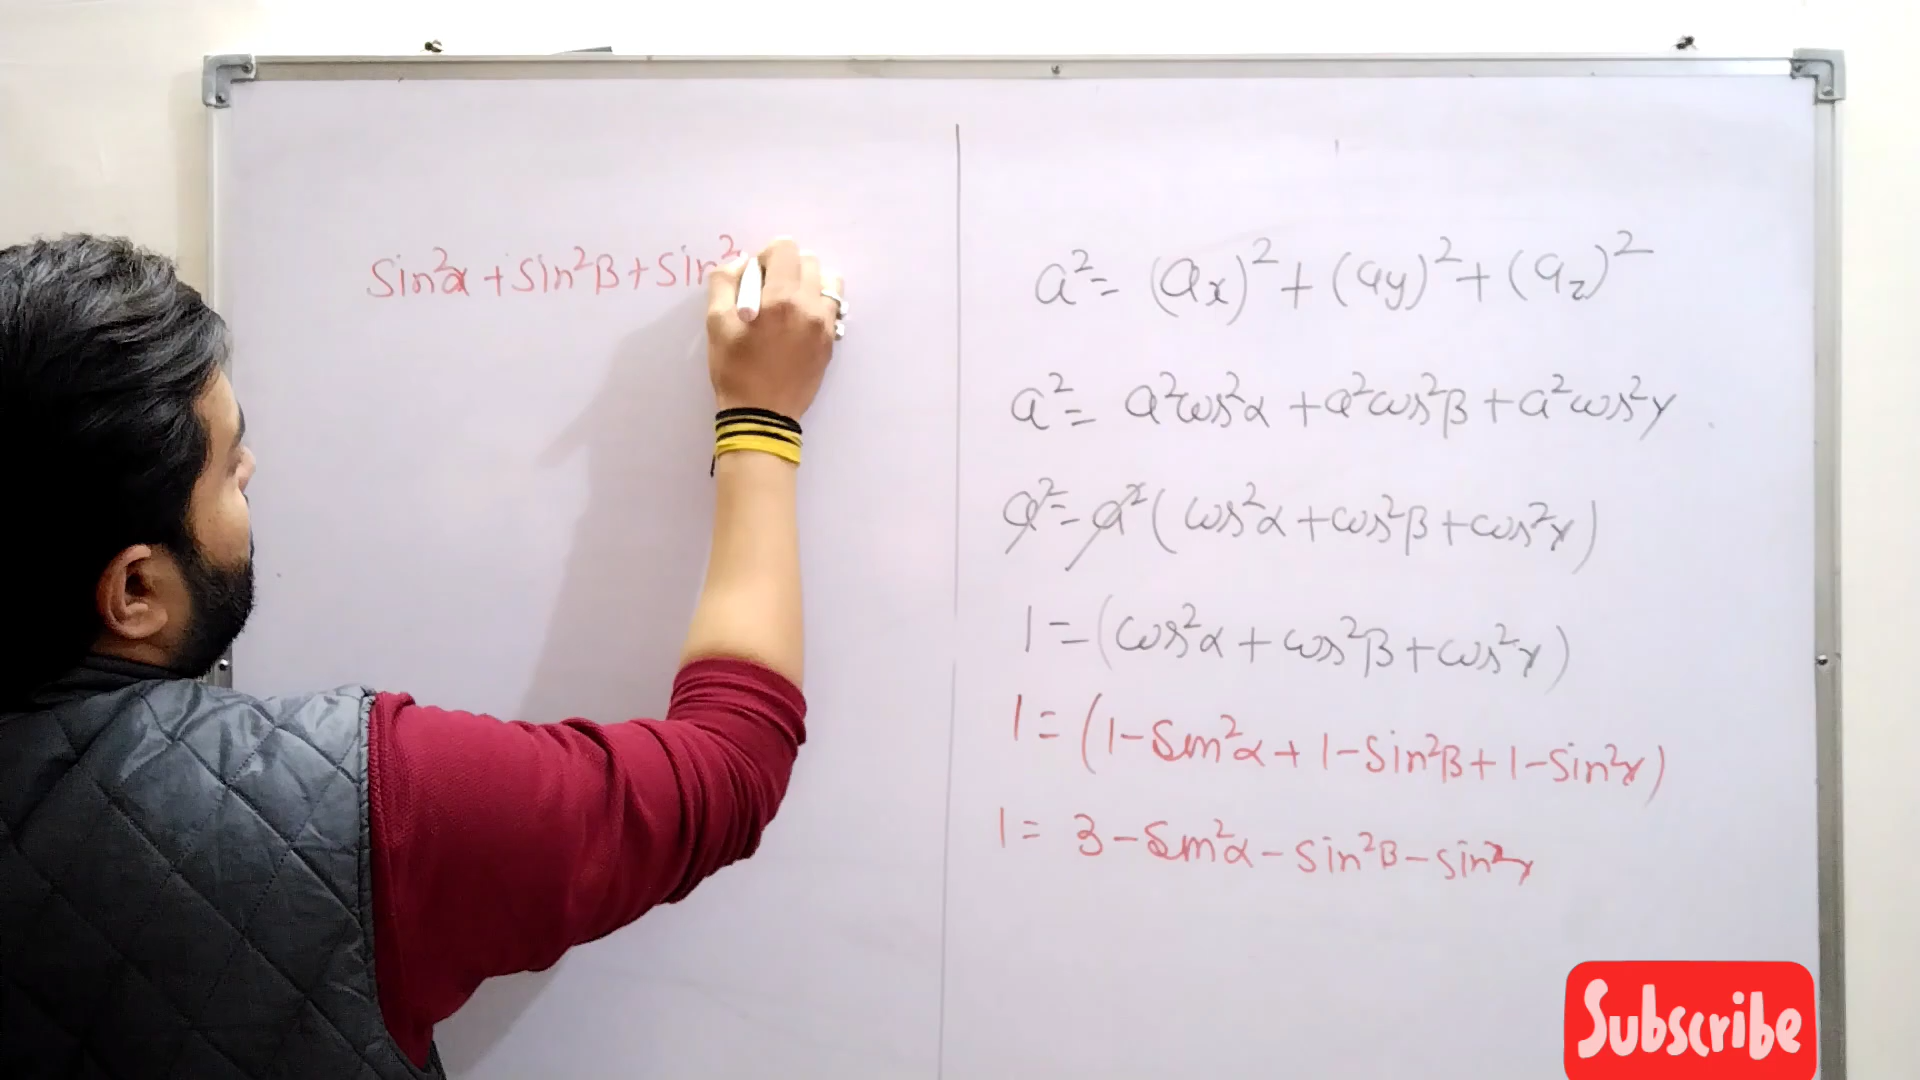 Sin²α + Sin²β + Sin²
a² = (ax)² + (ay)² + (az)²
a² = a²cos²α + a²cos²β + a²cos²γ
a² = a² (cos²α + cos²β + cos²γ)
1 = (cos²α + cos²β + cos²γ)
1 = (1 - Sin²α + 1 - Sin²β + 1 - Sin²γ)
1 = 3 - Sin²α - Sin²β - Sin²γ
Subscribe